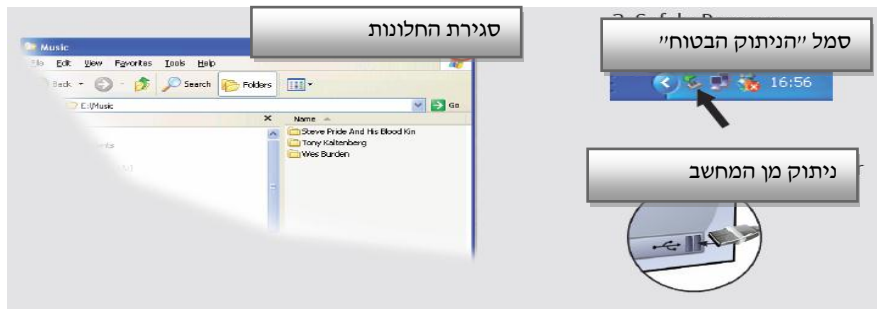 סגירת החלונות
Music
Edit View Favorites Tools Help
Back Search Folders
E:\Music Go
Name
Steve Pride And His Blood Kin
Tony Kaltenberg
Wes Burden
סמל ״הניתוק הבטוח״
16:56
ניתוק מן המחשב